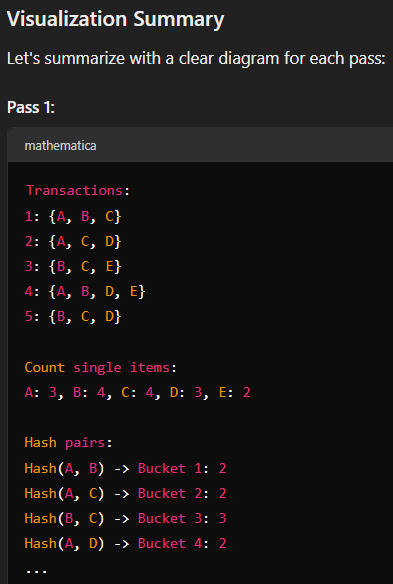 Visualization Summary
Let's summarize with a clear diagram for each pass:
Pass 1:
mathematica
Transactions:
1: {A, B, C}
2: {A, C, D}
3: {B, C, E}
4: {A, B, D, E}
5: {B, C, D}
Count single items:
A: 3, B: 4, C: 4, D: 3, E: 2
Hash pairs:
Hash(A, B) -> Bucket 1: 2
Hash(A, C) -> Bucket 2: 2
Hash(B, C) -> Bucket 3: 3
Hash(A, D) -> Bucket 4: 2
...